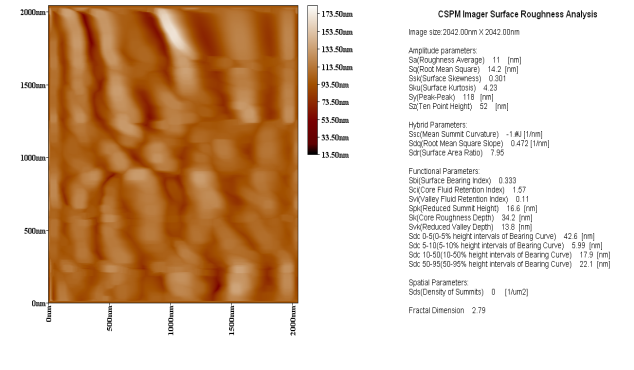 2000nm
1500nm
1000nm
500nm
0nm
0nm
500nm
1000nm
1500nm
2000nm
173.50nm
153.50nm
133.50nm
113.50nm
93.50nm
73.50nm
53.50nm
33.50nm
13.50nm
CSPM Imager Surface Roughness Analysis
Image size:2042.00nm X 2042.00nm
Amplitude parameters:
Sa(Roughness Average) 11 [nm]
Sq(Root Mean Square) 14.2 [nm]
Ssk(Surface Skewness) 0.301
Sku(Surface Kurtosis) 4.23
Sy(Peak-Peak) 118 [nm]
Sz(Ten Point Height) 52 [nm]
Hybrid Parameters:
Ssc(Mean Summit Curvature) -1.#J [1/nm]
Sdq(Root Mean Square Slope) 0.472 [1/nm]
Sdr(Surface Area Ratio) 7.95
Functional Parameters:
Sbi(Surface Bearing Index) 0.333
Sci(Core Fluid Retention Index) 1.57
Svi(Valley Fluid Retention Index) 0.11
Spk(Reduced Summit Height) 16.6 [nm]
Sk(Core Roughness Depth) 34.2 [nm]
Svk(Reduced Valley Depth) 13.8 [nm]
Sdc 0-5(0-5% height intervals of Bearing Curve) 42.6 [nm]
Sdc 5-10(5-10% height intervals of Bearing Curve) 5.99 [nm]
Sdc 10-50(10-50% height intervals of Bearing Curve) 17.9 [nm]
Sdc 50-95(50-95% height intervals of Bearing Curve) 22.1 [nm]
Spatial Parameters:
Sds(Density of Summits) 0 [1/um2]
Fractal Dimension 2.79